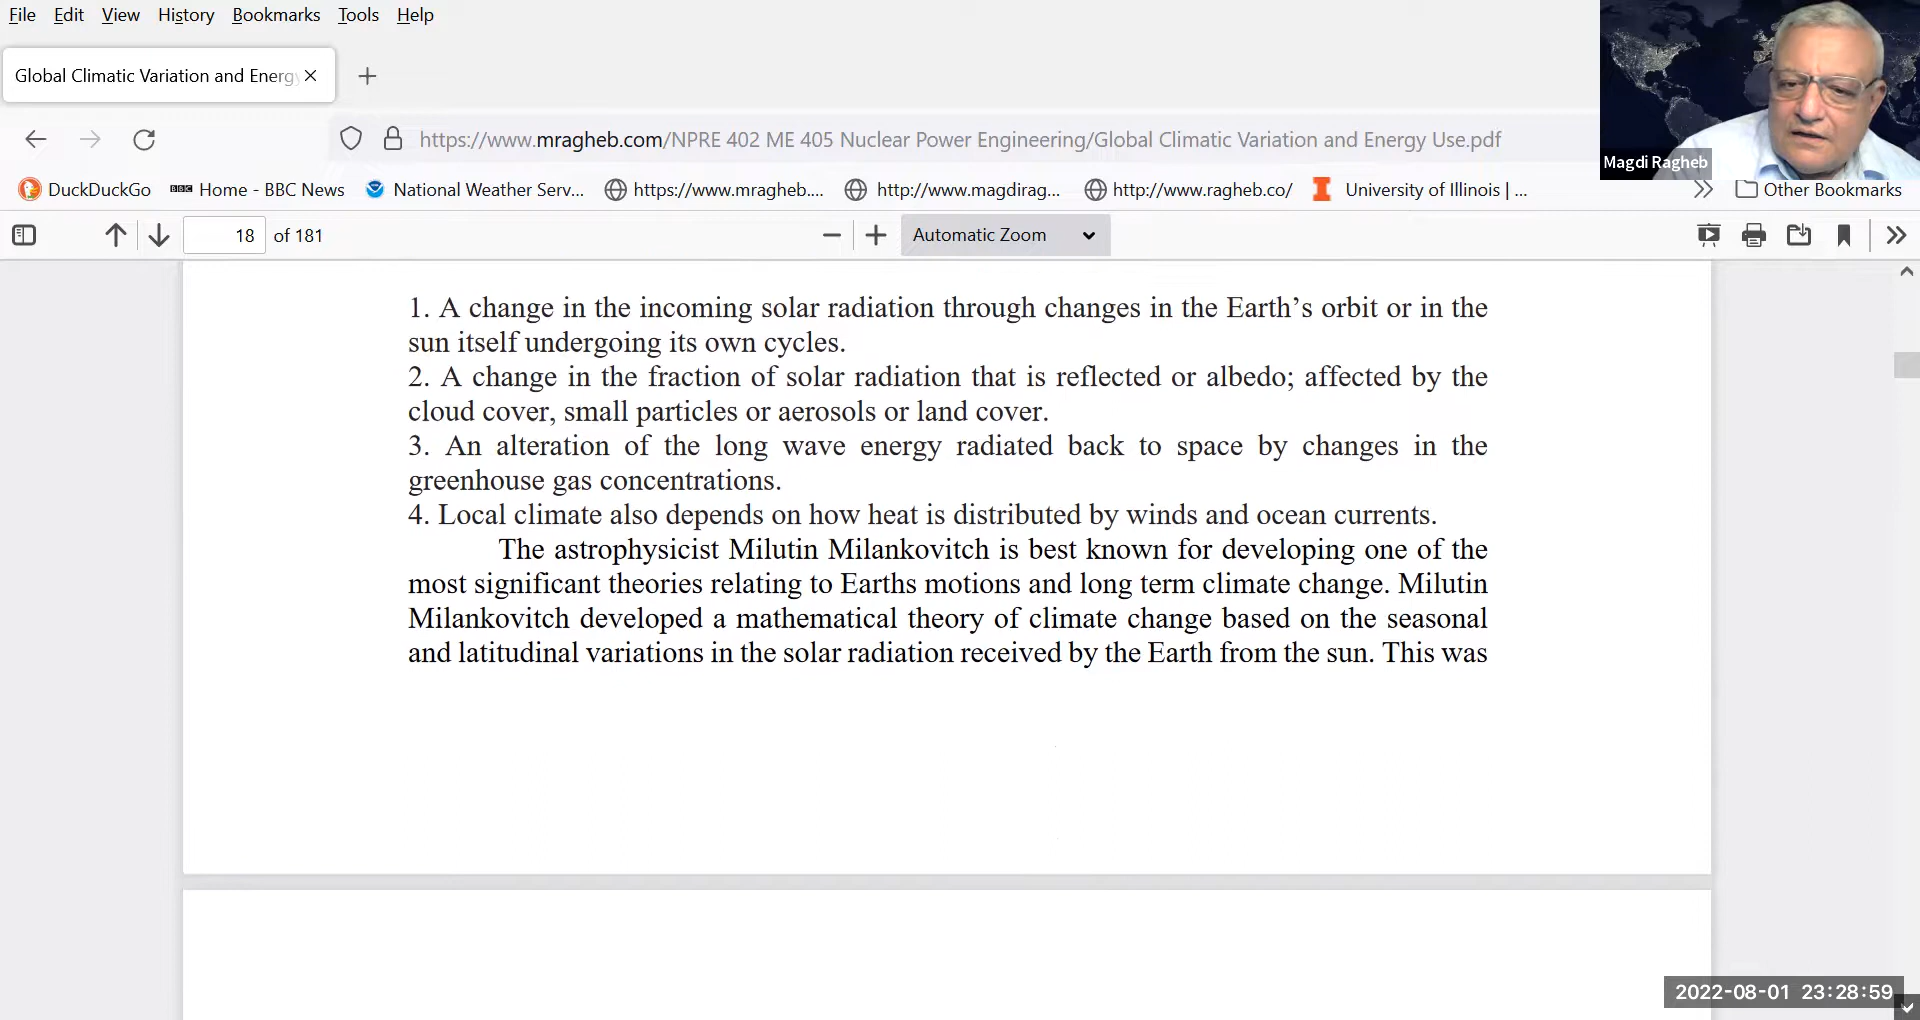 File Edit View History Bookmarks Tools Help
Global Climatic Variation and Energy
https://www.mragheb.com/NPRE 402 ME 405 Nuclear Power Engineering/Global Climatic Variation and Energy Use.pdf
Magdi Ragheb
DuckDuckGo BBC Home - BBC News National Weather Serv... https://www.mragheb.... http://www.magdirag... http://www.ragheb.co/ I University of Illinois | ... Other Bookmarks
18 of 181 Automatic Zoom
1. A change in the incoming solar radiation through changes in the Earth’s orbit or in the
sun itself undergoing its own cycles.
2. A change in the fraction of solar radiation that is reflected or albedo; affected by the
cloud cover, small particles or aerosols or land cover.
3. An alteration of the long wave energy radiated back to space by changes in the
greenhouse gas concentrations.
4. Local climate also depends on how heat is distributed by winds and ocean currents.
The astrophysicist Milutin Milankovitch is best known for developing one of the
most significant theories relating to Earths motions and long term climate change. Milutin
Milankovitch developed a mathematical theory of climate change based on the seasonal
and latitudinal variations in the solar radiation received by the Earth from the sun. This was
2022-08-01 23:28:59